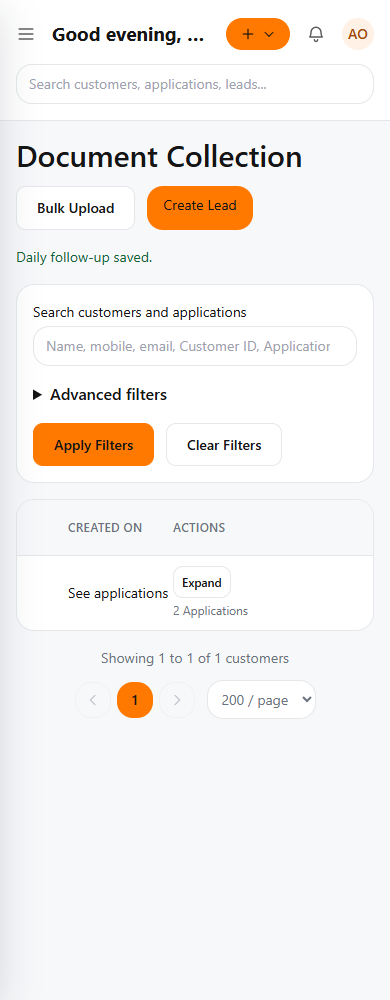 Good evening, ...
AO
Search customers, applications, leads...
Document Collection
Bulk Upload
Create Lead
Daily follow-up saved.
Search customers and applications
Name, mobile, email, Customer ID, Application
Advanced filters
Apply Filters
Clear Filters
CREATED ON
ACTIONS
See applications
Expand
2 Applications
Showing 1 to 1 of 1 customers
1
200 / page